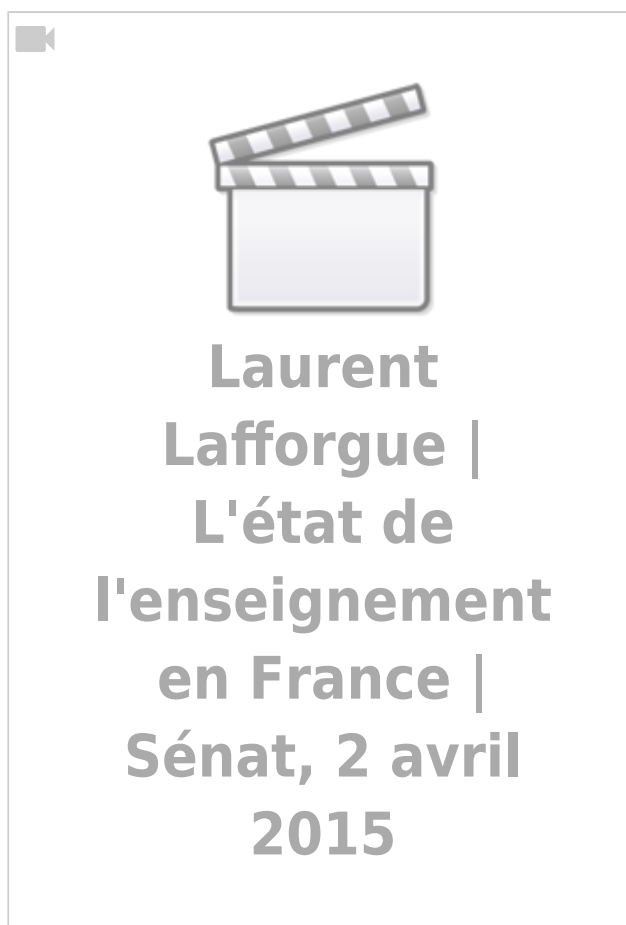 Laurent
Lafforgue |
L'état de
l'enseignement
en France |
Sénat, 2 avril
2015